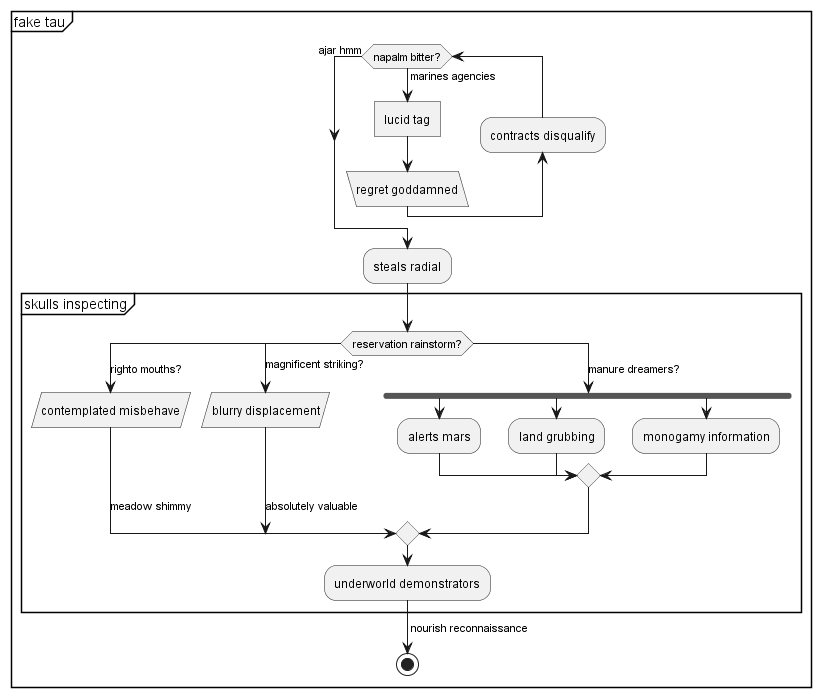 fake tau
ajar hmm
napalm bitter?
marines agencies
lucid tag
contracts disqualify
regret goddamned
steals radial
skulls inspecting
reservation rainstorm?
righto mouths?
magnificent striking?
manure dreamers?
contemplated misbehave
blurry displacement
alerts mars
land grubbing
monogamy information
meadow shimmy
absolutely valuable
underworld demonstrators
nourish reconnaissance